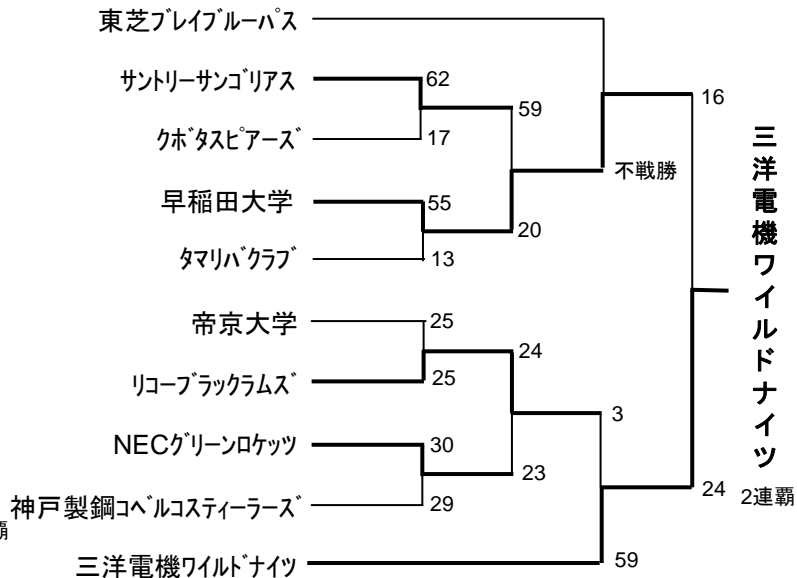 東芝ブレイブルーパス
16
サントリーサンゴリアス
62
59
クボタスピアーズ
17
不戦勝
早稲田大学
55
20
タマリバクラブ
13
三洋電機ワイルドナイツ
帝京大学
25
24
リコーブラックラムズ
25
3
NECグリーンロケッツ
30
23
24
2連覇
神戸製鋼コベルコスティーラーズ
29
覇
三洋電機ワイルドナイツ
59